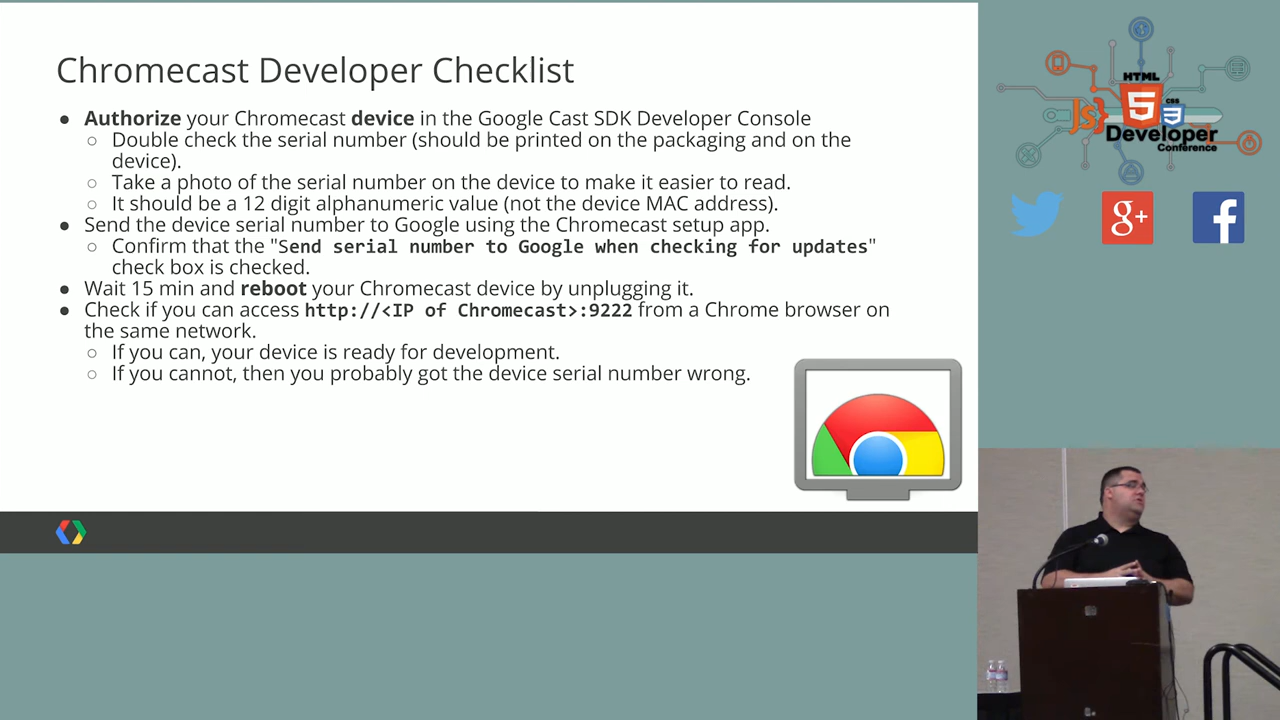 Chromecast Developer Checklist
● Authorize your Chromecast device in the Google Cast SDK Developer Console
○ Double check the serial number (should be printed on the packaging and on the
device).
○ Take a photo of the serial number on the device to make it easier to read.
○ It should be a 12 digit alphanumeric value (not the device MAC address).
● Send the device serial number to Google using the Chromecast setup app.
○ Confirm that the "Send serial number to Google when checking for updates"
check box is checked.
● Wait 15 min and reboot your Chromecast device by unplugging it.
● Check if you can access http://<IP of Chromecast>:9222 from a Chrome browser on
the same network.
○ If you can, your device is ready for development.
○ If you cannot, then you probably got the device serial number wrong.
HTML
JS}
5
CSS
3
Developer
Conference
g+
f